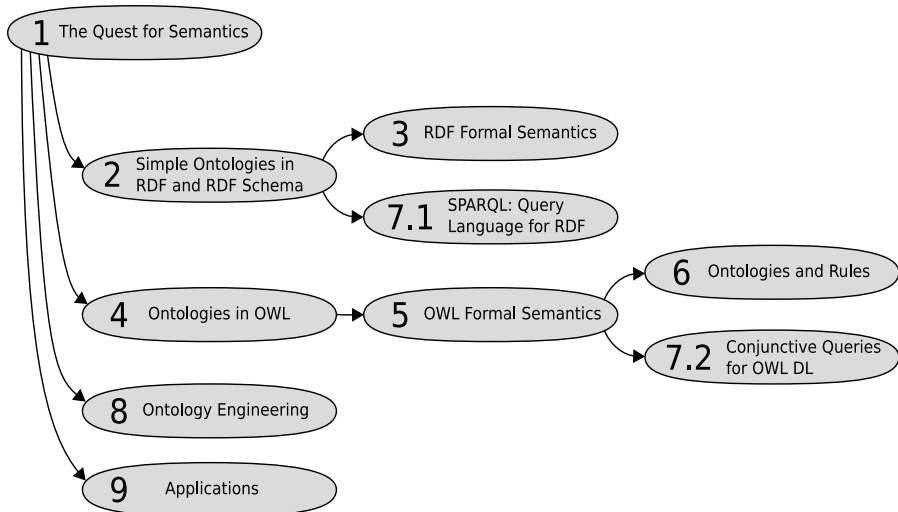 1 The Quest for Semantics
2 Simple Ontologies in
RDF and RDF Schema
3 RDF Formal Semantics
7.1 SPARQL: Query
Language for RDF
4 Ontologies in OWL
5 OWL Formal Semantics
6 Ontologies and Rules
7.2 Conjunctive Queries
for OWL DL
8 Ontology Engineering
9 Applications